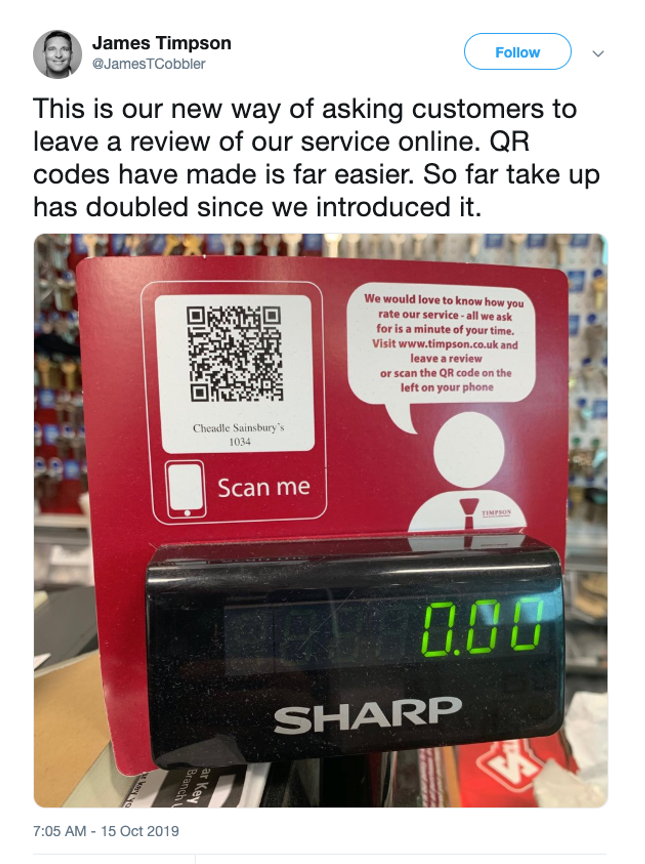 James Timpson
@JamesTCobbler
Follow
This is our new way of asking customers to
leave a review of our service online. QR
codes have made is far easier. So far take up
has doubled since we introduced it.
We would love to know how you
rate our service - all we ask
for is a minute of your time.
Visit www.timpson.co.uk and
leave a review
or scan the QR code on the
left on your phone
Cheadle Sainsbury's
1034
Scan me
TIMPSON
0.00
SHARP
ar Key
Branch
7:05 AM - 15 Oct 2019